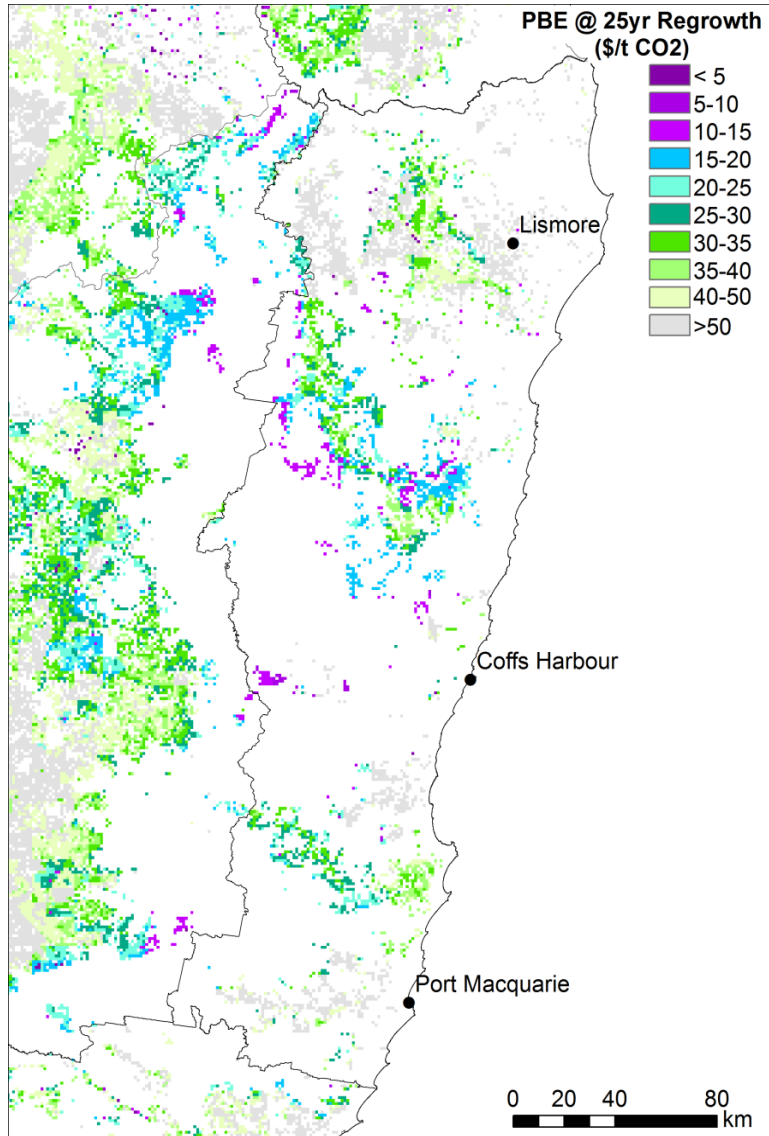 PBE @ 25yr Regrowth
($/t CO2)
< 5
5-10
10-15
15-20
20-25
25-30
30-35
35-40
40-50
>50
Lismore
Coffs Harbour
Port Macquarie
0 20 40 80
km